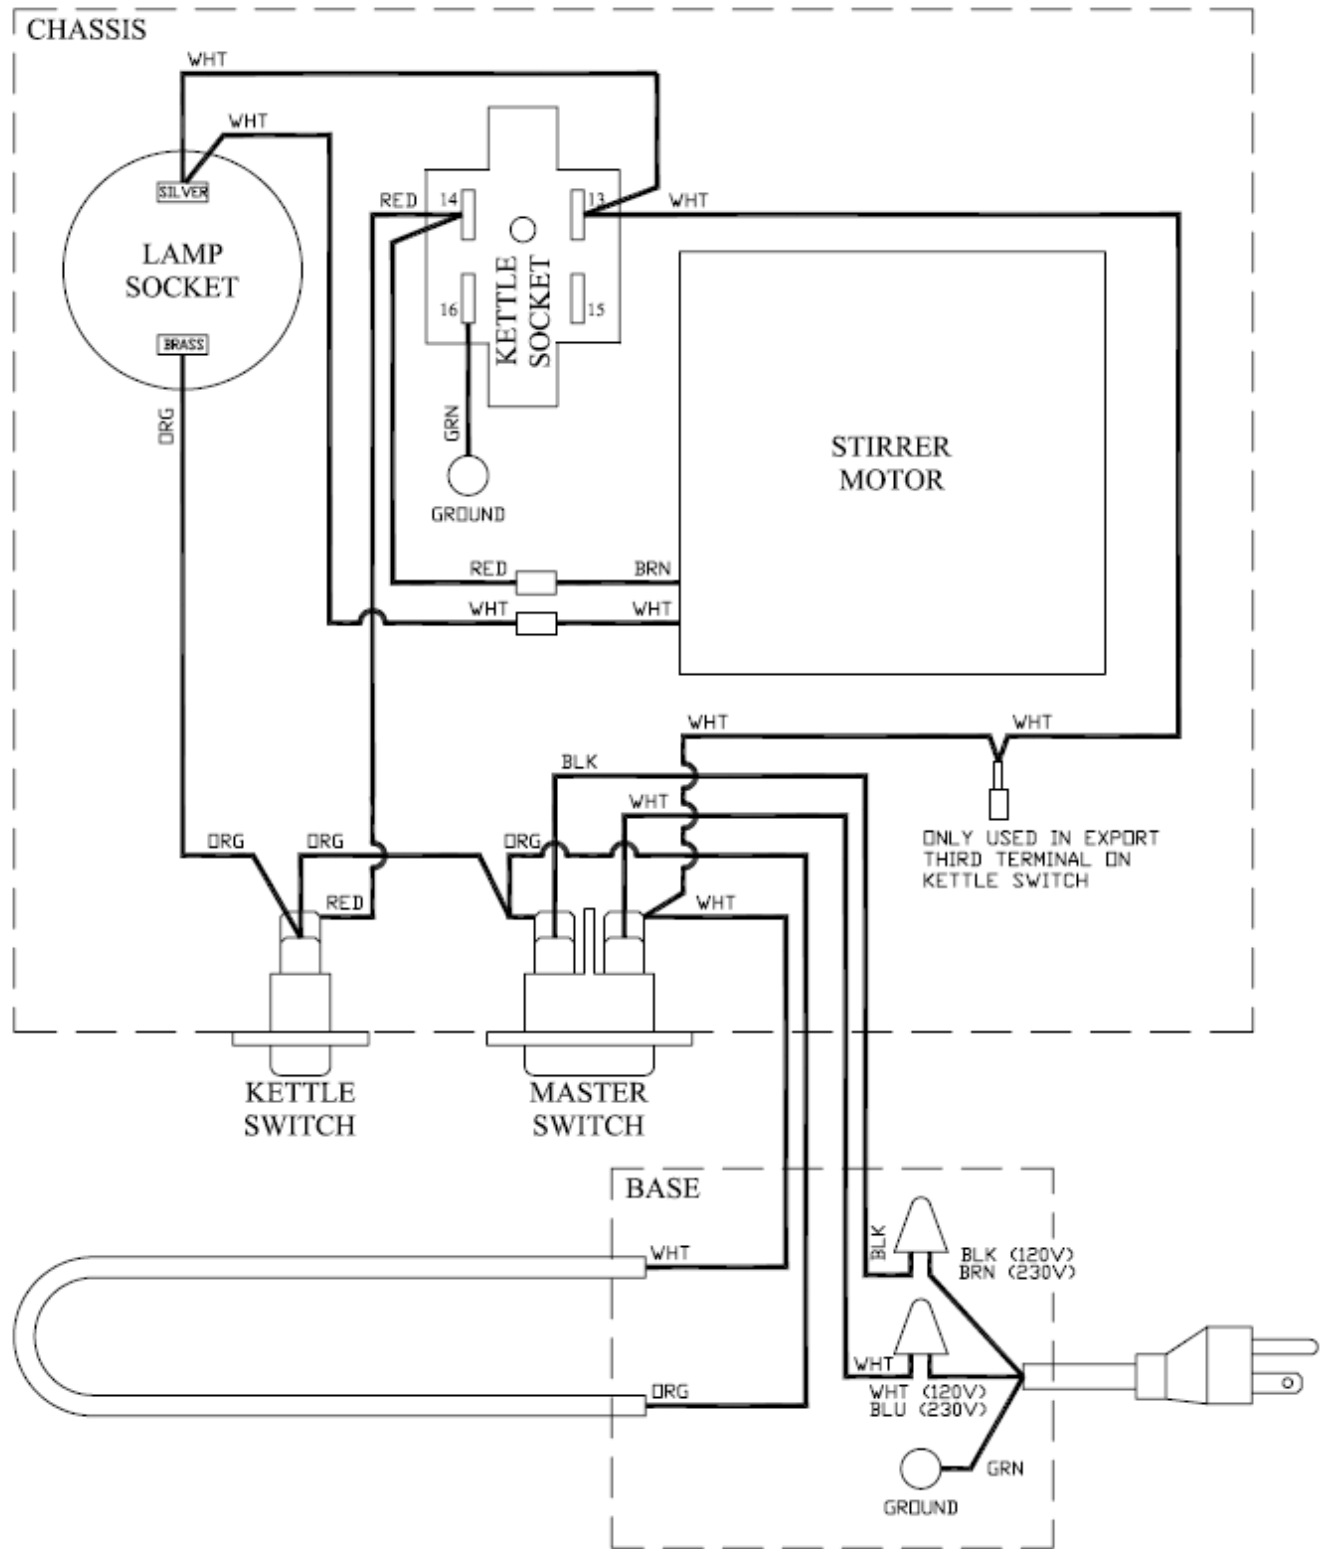 CHASSIS
WHT
WHT
SILVER
LAMP
SOCKET
BRASS
ORG
RED
14
13
WHT
16
15
KETTLE
SOCKET
GRN
GROUND
STIRRER
MOTOR
RED
BRN
WHT
WHT
WHT
WHT
BLK
WHT
ORG
ORG
ORG
ONLY USED IN EXPORT
THIRD TERMINAL ON
KETTLE SWITCH
RED
WHT
KETTLE
SWITCH
MASTER
SWITCH
BASE
WHT
BLK
BLK (120V)
BRN (230V)
WHT
WHT (120V)
BLU (230V)
ORG
GRN
GROUND